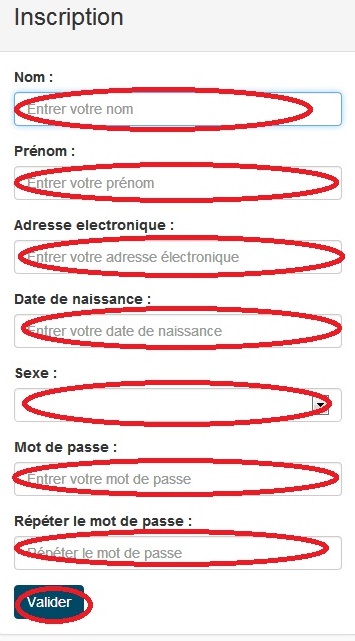 Inscription
Nom :
Entrer votre nom
Prénom :
Entrer votre prénom
Adresse electronique :
Entrer votre adresse électronique
Date de naissance :
Entrer votre date de naissance
Sexe :
Mot de passe :
Entrer votre mot de passe
Répéter le mot de passe :
Répéter le mot de passe
Valider